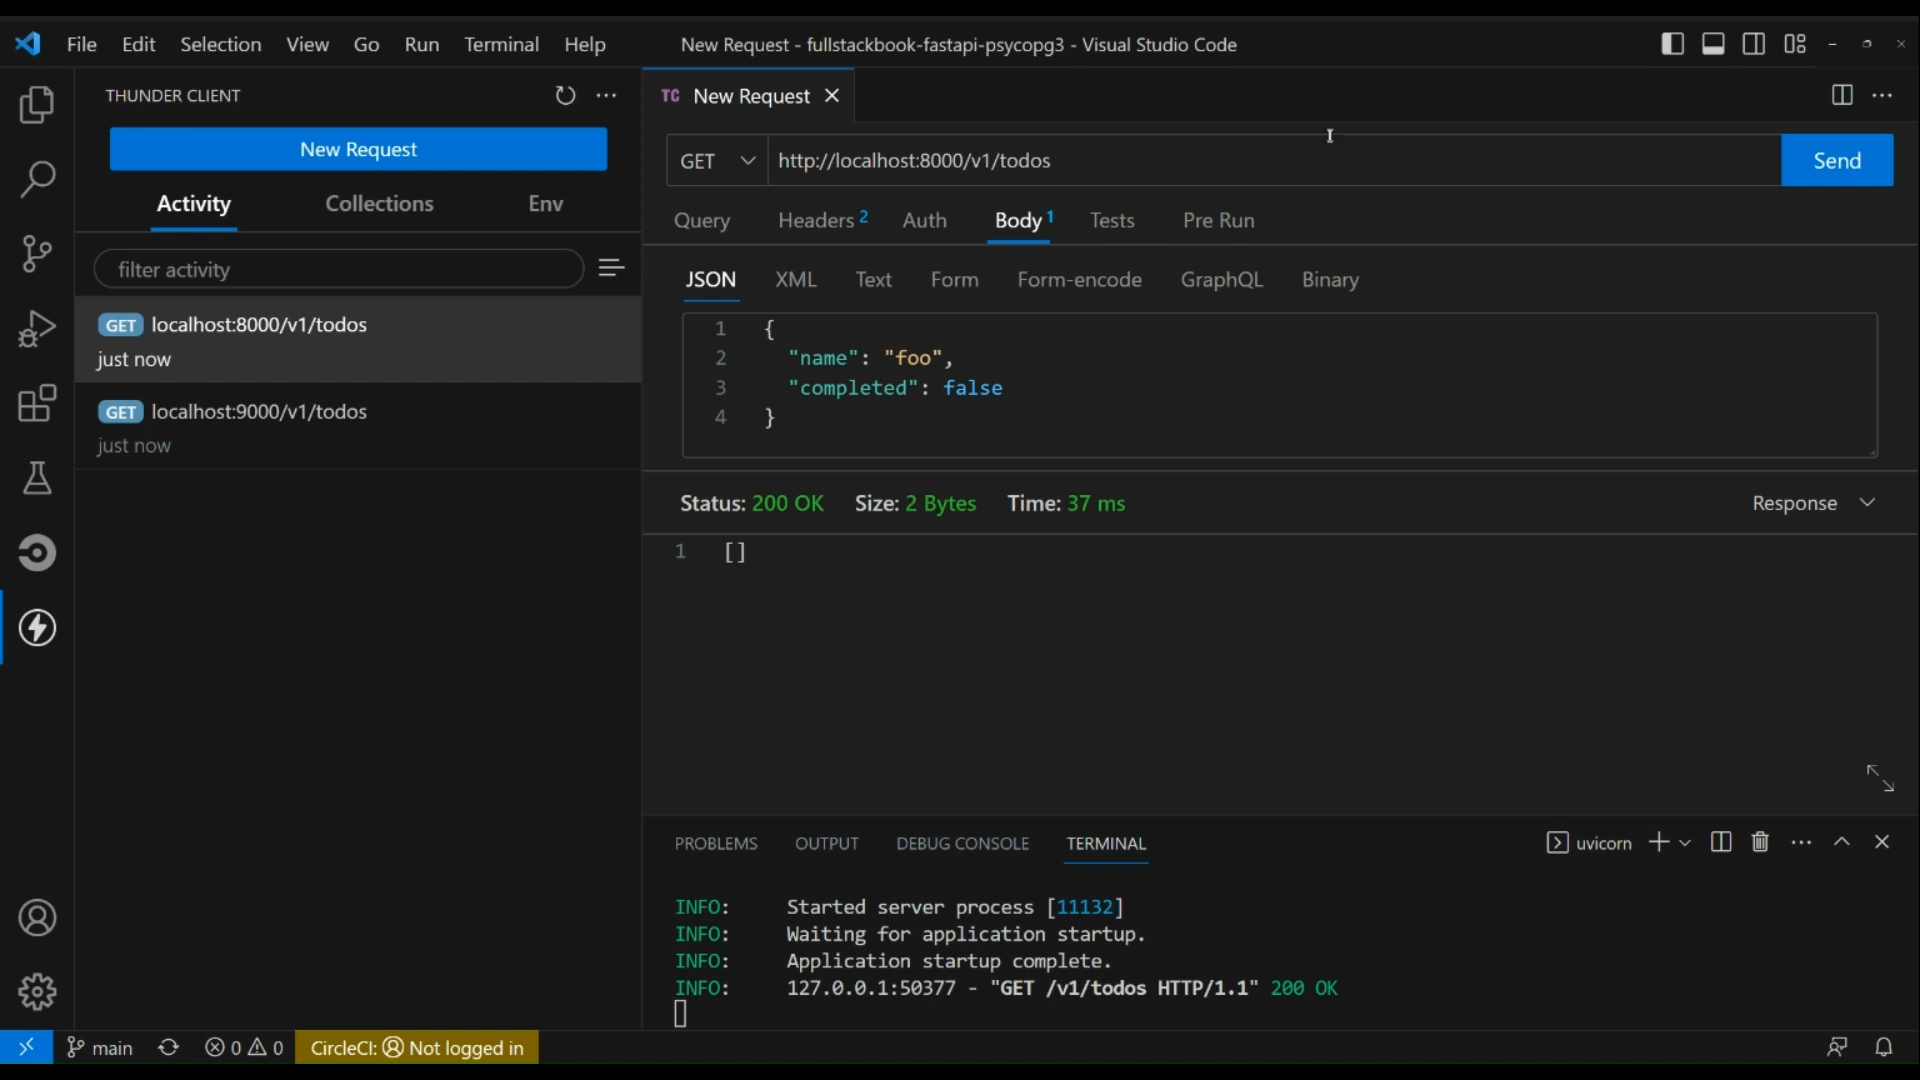 File Edit Selection View Go Run Terminal Help New Request - fullstackbook-fastapi-psycopg3 - Visual Studio Code
THUNDER CLIENT
New Request
Activity Collections Env
filter activity
GET localhost:8000/v1/todos
just now
GET localhost:9000/v1/todos
just now
TC New Request
GET http://localhost:8000/v1/todos Send
Query Headers 2 Auth Body 1 Tests Pre Run
JSON XML Text Form Form-encode GraphQL Binary
1 {
2 "name": "foo",
3 "completed": false
4 }
Status: 200 OK Size: 2 Bytes Time: 37 ms Response
1 []
PROBLEMS OUTPUT DEBUG CONSOLE TERMINAL uvicorn
INFO: Started server process [11132]
INFO: Waiting for application startup.
INFO: Application startup complete.
INFO: 127.0.0.1:50377 - "GET /v1/todos HTTP/1.1" 200 OK
main 0 0 CircleCI: Not logged in